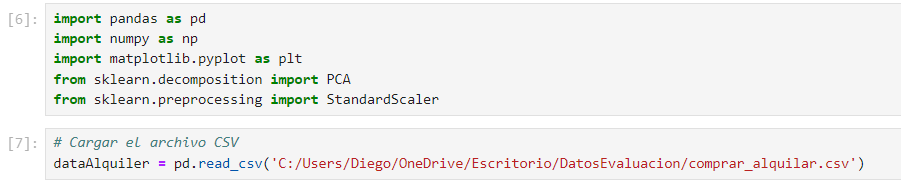 [6]: import pandas as pd
import numpy as np
import matplotlib.pyplot as plt
from sklearn.decomposition import PCA
from sklearn.preprocessing import StandardScaler
[7]: # Cargar el archivo CSV
dataAlquiler = pd.read_csv('C:/Users/Diego/OneDrive/Escritorio/DatosEvaluacion/comprar_alquilar.csv')